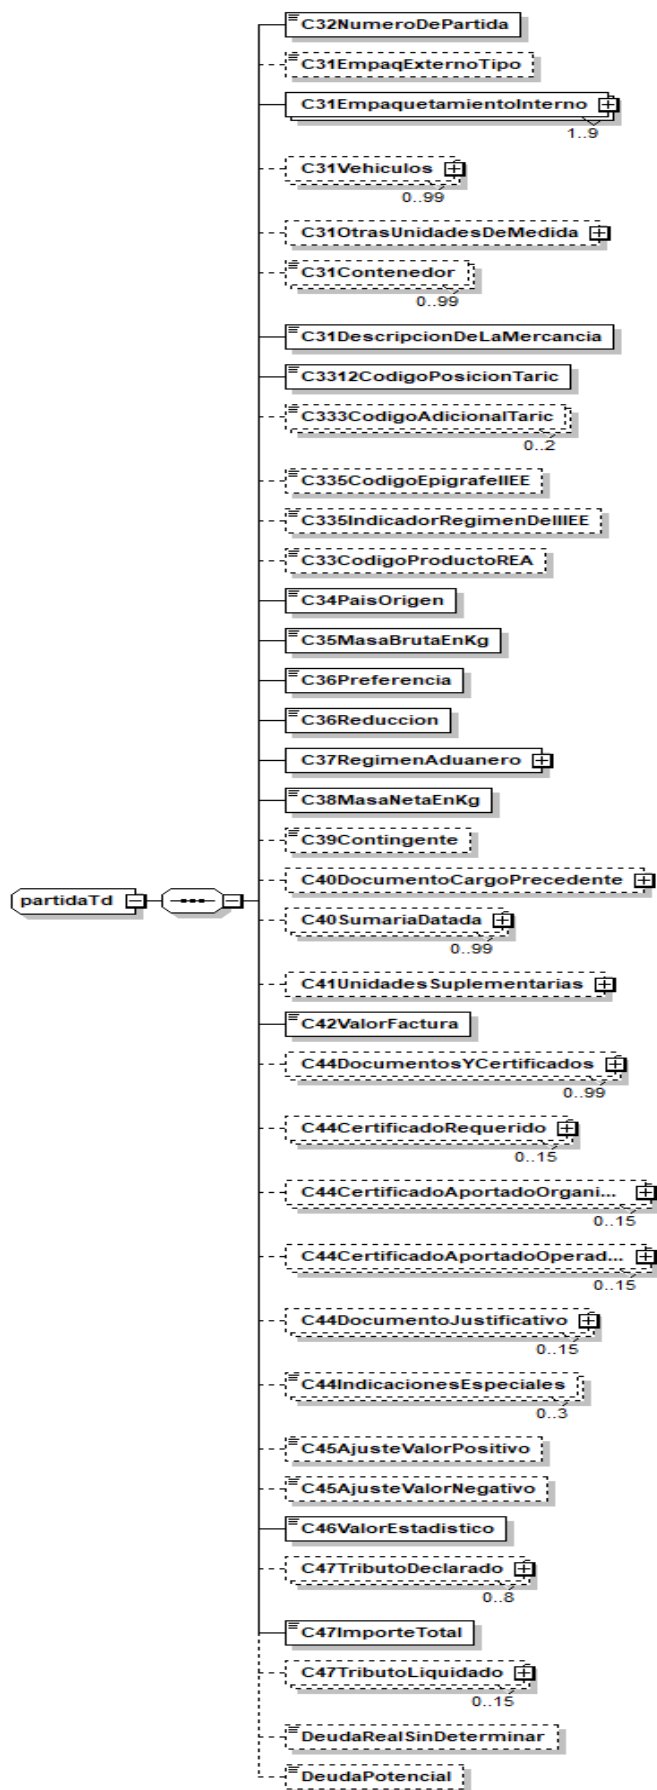 C32NumeroDePartida
C31EmpaqExternoTipo
C31EmpaquetamientoInterno
1..9
C31Vehiculos
0..99
C31OtrasUnidadesDeMedida
C31Contenedor
0..99
C31DescripcionDeLaMercancia
C3312CodigoPosicionTaric
C333CodigoAdicionalTaric
0..2
C335CodigoEpigrafeIIEE
C335IndicadorRegimenDeIIIEE
C33CodigoProductoREA
C34PaisOrigen
C35MasaBrutaEnKg
C36Preferencia
C36Reduccion
C37RegimenAduanero
C38MasaNetaEnKg
C39Contingente
C40DocumentoCargoPrecedente
partidaTd
C40SumariaDatada
0..99
C41UnidadesSuplementarias
C42ValorFactura
C44DocumentosYCertificados
0..99
C44CertificadoRequerido
0..15
C44CertificadoAportadoOrgani...
0..15
C44CertificadoAportadoOperad...
0..15
C44DocumentoJustificativo
0..15
C44IndicacionesEspeciales
0..3
C45AjusteValorPositivo
C45AjusteValorNegativo
C46ValorEstadistico
C47TributoDeclarado
0..8
C47ImporteTotal
C47TributoLiquidado
0..15
DeudaRealSinDeterminar
DeudaPotencial